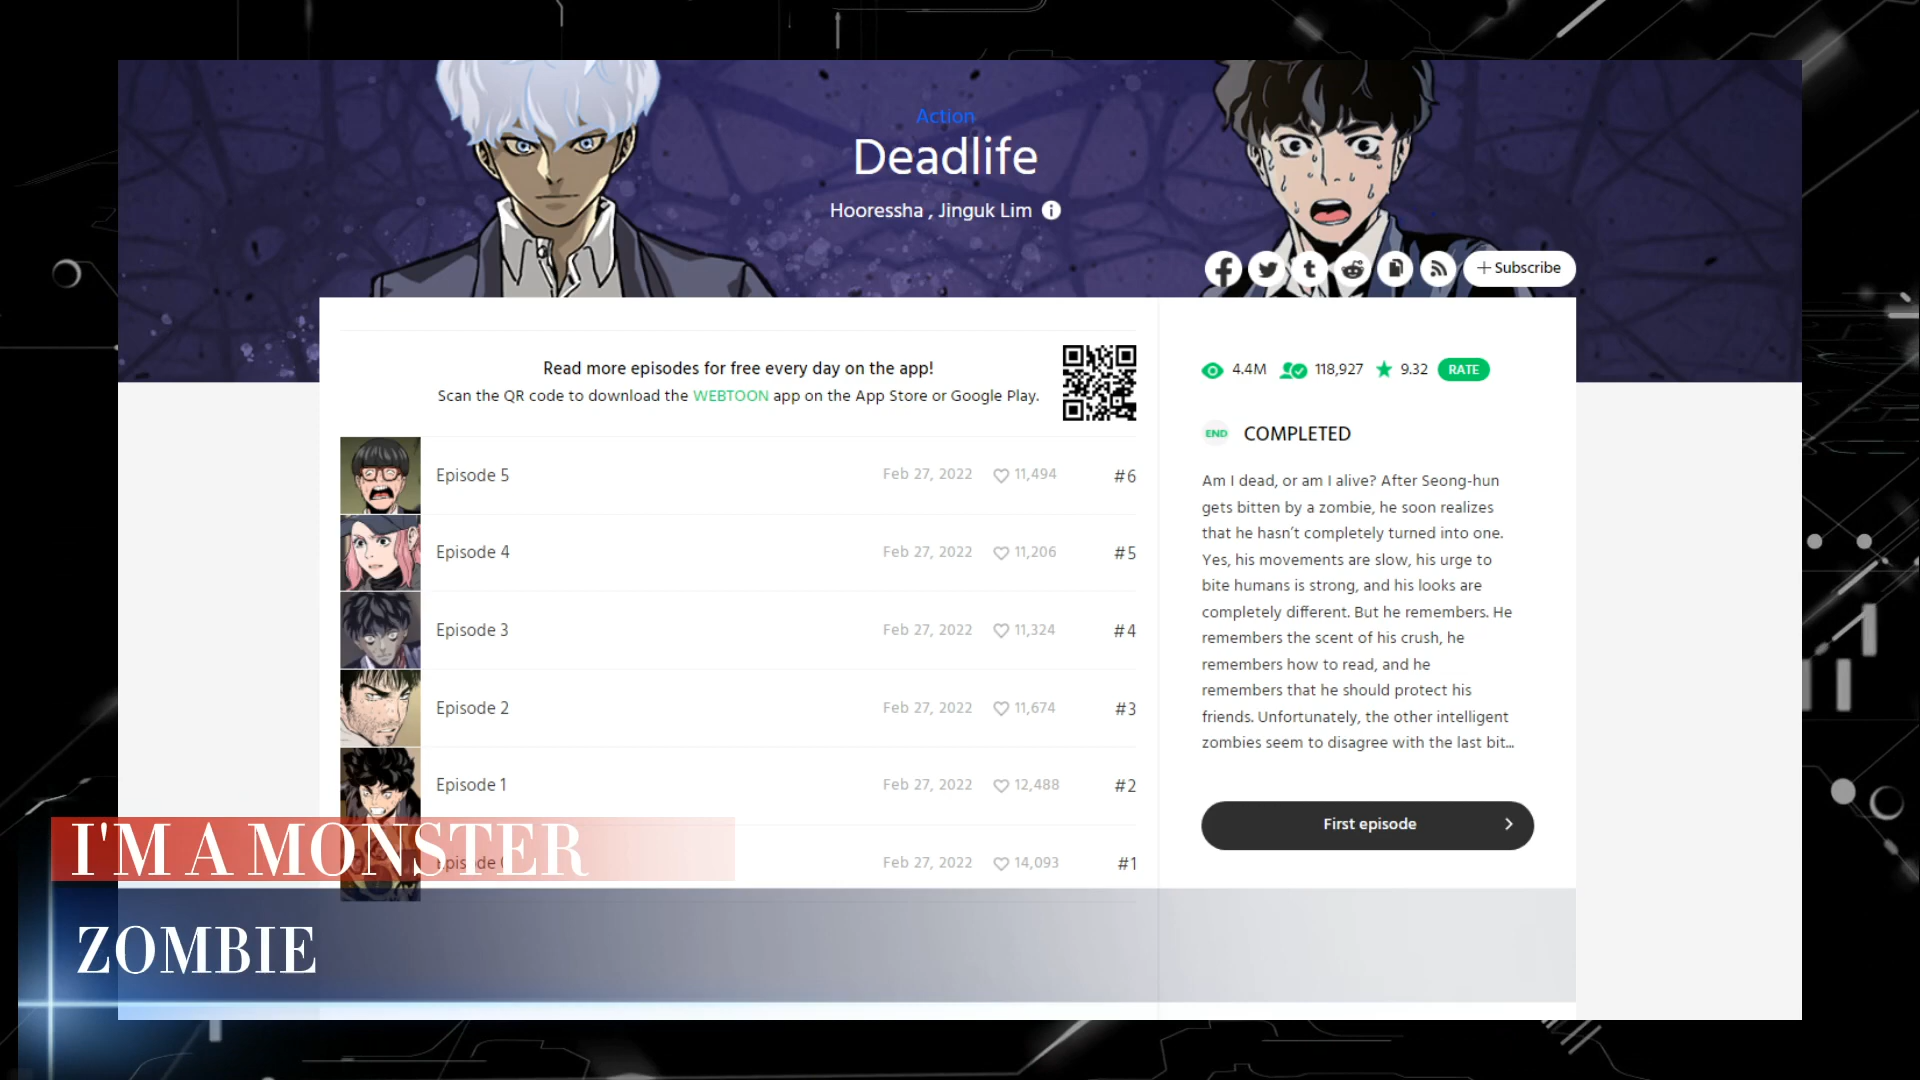 Action
Deadlife
Hooressha , Jinguk Lim
+ Subscribe
Read more episodes for free every day on the app!
Scan the QR code to download the WEBTOON app on the App Store or Google Play.
Episode 5 Feb 27, 2022 11,494 #6
Episode 4 Feb 27, 2022 11,206 #5
Episode 3 Feb 27, 2022 11,324 #4
Episode 2 Feb 27, 2022 11,674 #3
Episode 1 Feb 27, 2022 12,488 #2
Feb 27, 2022 14,093 #1
4.4M 118,927 9.32 RATE
END COMPLETED
Am I dead, or am I alive? After Seong-hun
gets bitten by a zombie, he soon realizes
that he hasn’t completely turned into one.
Yes, his movements are slow, his urge to
bite humans is strong, and his looks are
completely different. But he remembers. He
remembers the scent of his crush, he
remembers how to read, and he
remembers that he should protect his
friends. Unfortunately, the other intelligent
zombies seem to disagree with the last bit...
First episode
I'M A MONSTER
ZOMBIE